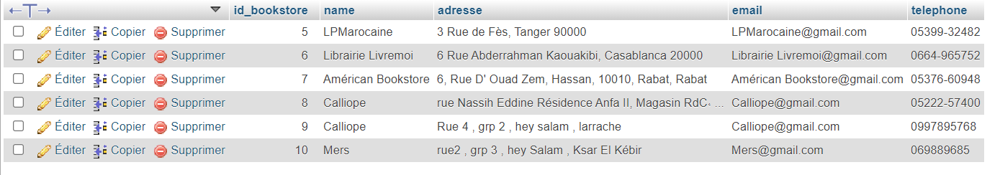 id_bookstore name adresse email telephone
Éditer Copier Supprimer 5 LPMarocaine 3 Rue de Fès, Tanger 90000 LPMarocaine@gmail.com 05399-32482
Éditer Copier Supprimer 6 Librairie Livremoi 6 Rue Abderrahman Kaouakibi, Casablanca 20000 Librairie Livremoi@gmail.com 0664-965752
Éditer Copier Supprimer 7 Américan Bookstore 6, Rue D' Ouad Zem, Hassan, 10010, Rabat, Rabat Américan Bookstore@gmail.com 05376-60948
Éditer Copier Supprimer 8 Calliope rue Nassih Eddine Résidence Anfa II, Magasin RdC، ... Calliope@gmail.com 05222-57400
Éditer Copier Supprimer 9 Calliope Rue 4 , grp 2 , hey salam , larrache Calliope@gmail.com 0997895768
Éditer Copier Supprimer 10 Mers rue2 , grp 3 , hey Salam , Ksar El Kébir Mers@gmail.com 069889685